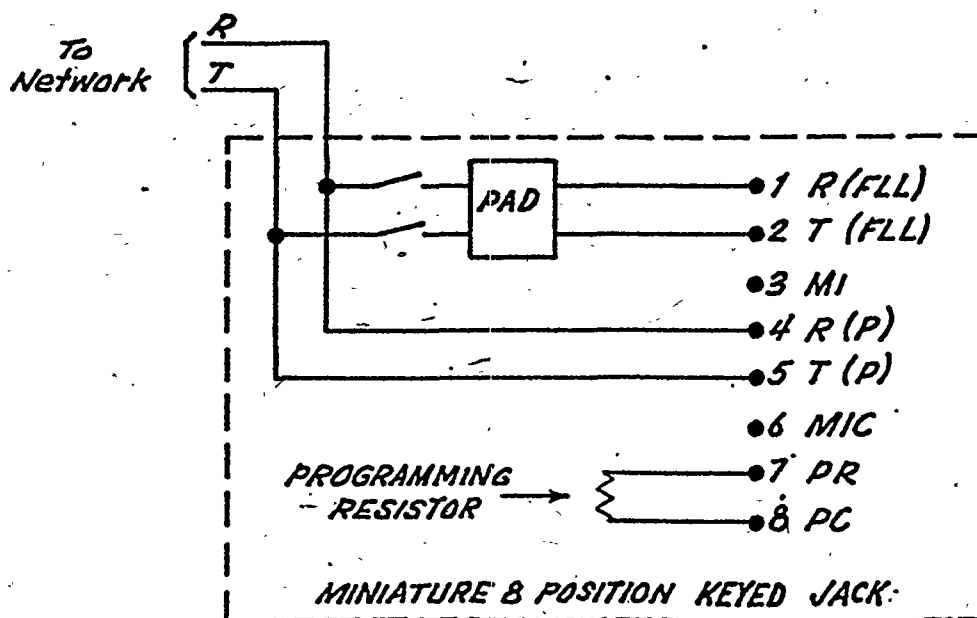 R
To
Network
T
PAD
1 R (FLL)
2 T (FLL)
3 MI
4 R (P)
5 T (P)
6 MIC
7 PR
8 PC
PROGRAMMING
RESISTOR
MINIATURE 8 POSITION KEYED JACK: